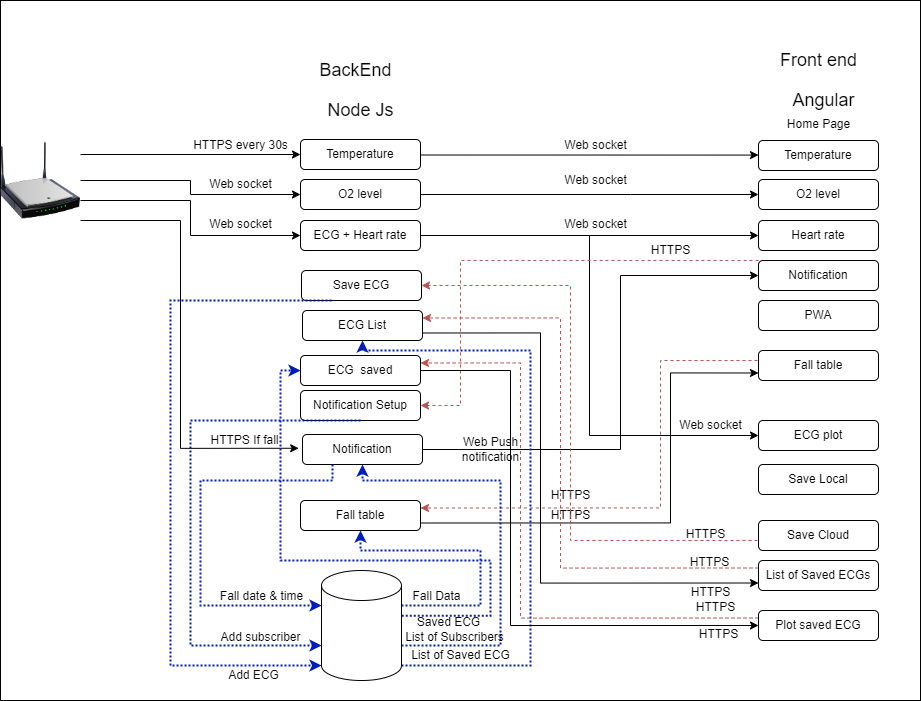 BackEnd
Front end
Node Js
Angular
Home Page
HTTPS every 30s
Temperature
Web socket
Temperature
Web socket
O2 level
Web socket
O2 level
Web socket
ECG + Heart rate
Web socket
Heart rate
HTTPS
Notification
Save ECG
PWA
ECG List
Fall table
ECG  saved
Notification Setup
Web socket
ECG plot
HTTPS If fall
Notification
Web Push
notification
Save Local
HTTPS
Fall table
HTTPS
HTTPS
Save Cloud
HTTPS
List of Saved ECGs
HTTPS
Fall date & time
Fall Data
HTTPS
Saved ECG
Plot saved ECG
HTTPS
Add subscriber
List of Subscribers
List of Saved ECG
Add ECG